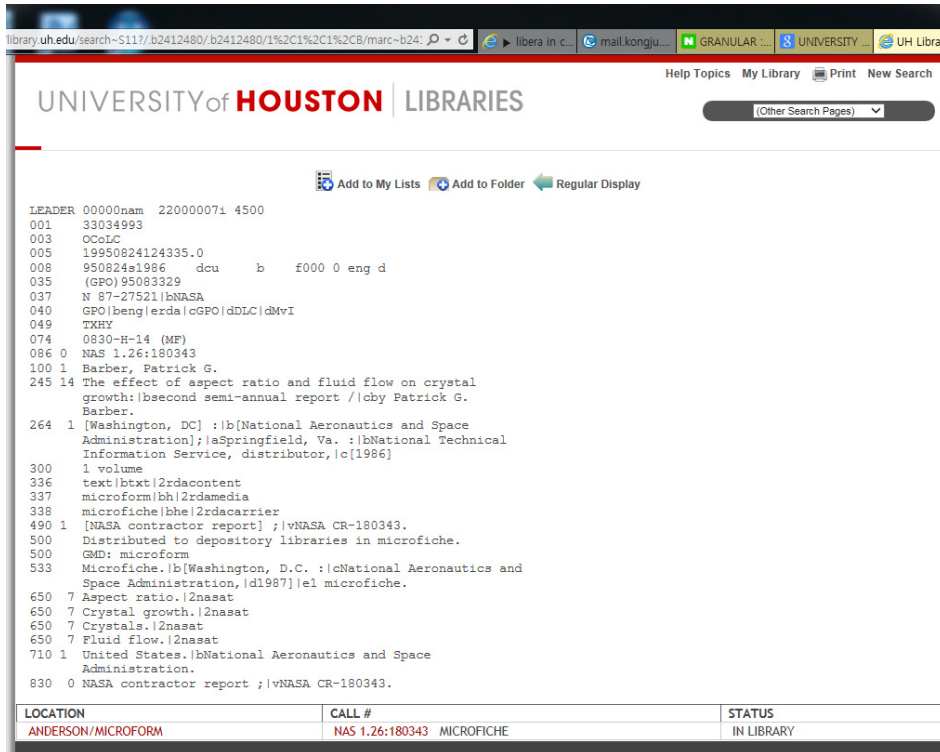 library.uh.edu/search~S11?/.b2412480/.b2412480/1%2C1%2C1%2CB/marc~b24: libera in c... mail.kongju.... GRANULAR :... UNIVERSITY ... UH Libra
Help Topics My Library Print New Search
UNIVERSITY of HOUSTON LIBRARIES
(Other Search Pages)
Add to My Lists Add to Folder Regular Display
LEADER 00000nam 22000007i 4500
001 33034993
003 OCoLC
005 19950824124335.0
008 950824s1986 dcu b f000 0 eng d
035 (GPO)95083329
037 N 87-27521|bNASA
040 GPO|beng|erda|cGPO|dDLC|dMvI
049 TXHY
074 0830-H-14 (MF)
086 0 NAS 1.26:180343
100 1 Barber, Patrick G.
245 14 The effect of aspect ratio and fluid flow on crystal
growth:|bsecond semi-annual report /|cby Patrick G.
Barber.
264 1 [Washington, DC] :|b[National Aeronautics and Space
Administration];|aSpringfield, Va. :|bNational Technical
Information Service, distributor,|c[1986]
300 1 volume
336 text|btxt|2rdacontent
337 microform|bh|2rdamedia
338 microfiche|bhe|2rdacarrier
490 1 [NASA contractor report] ;|vNASA CR-180343.
500 Distributed to depository libraries in microfiche.
500 GMD: microform
533 Microfiche.|b[Washington, D.C. :|cNational Aeronautics and
Space Administration,|d1987]|e1 microfiche.
650 7 Aspect ratio.|2nasat
650 7 Crystal growth.|2nasat
650 7 Crystals.|2nasat
650 7 Fluid flow.|2nasat
710 1 United States.|bNational Aeronautics and Space
Administration.
830 0 NASA contractor report ;|vNASA CR-180343.
LOCATION CALL # STATUS
ANDERSON/MICROFORM NAS 1.26:180343 MICROFICHE IN LIBRARY